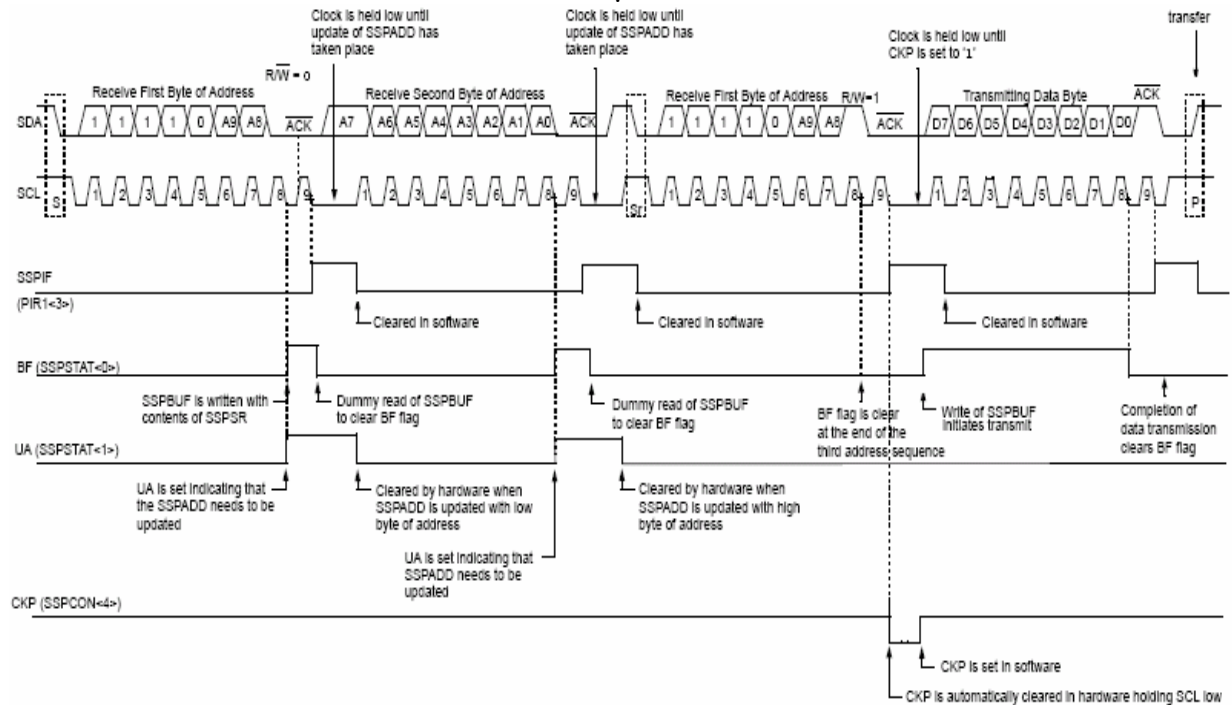 Clock is held low until
update of SSPADD has
taken place
Clock is held low until
update of SSPADD has
taken place
Clock is held low until
CKP is set to '1'
transfer
R/W = 0
Receive First Byte of Address
Receive Second Byte of Address
Receive First Byte of Address
R/W=1
Transmitting Data Byte
ACK
SDA
1 1 1 1 0 A9 A8
ACK
A7 A6 A5 A4 A3 A2 A1 A0
ACK
1 1 1 1 0 A9 A8
ACK
D7 D6 D5 D4 D3 D2 D1 D0
SCL
S
1 2 3 4 5 6 7 8 9
1 2 3 4 5 6 7 8 9
Sr
1 2 3 4 5 6 7 8 9
1 2 3 4 5 6 7 8 9
P
SSPIF
(PIR1<3>)
Cleared in software
Cleared in software
Cleared in software
BF (SSPSTAT<0>)
SSPBUF is written with
contents of SSPSR
Dummy read of SSPBUF
to clear BF flag
Dummy read of SSPBUF
to clear BF flag
BF flag is clear
at the end of the
third address sequence
Write of SSPBUF
initiates transmit
Completion of
data transmission
clears BF flag
UA (SSPSTAT<1>)
UA is set indicating that
the SSPADD needs to be
updated
Cleared by hardware when
SSPADD is updated with low
byte of address
Cleared by hardware when
SSPADD is updated with high
byte of address
UA is set indicating that
SSPADD needs to be
updated
CKP (SSPCON<4>)
CKP is set in software
CKP is automatically cleared in hardware holding SCL low